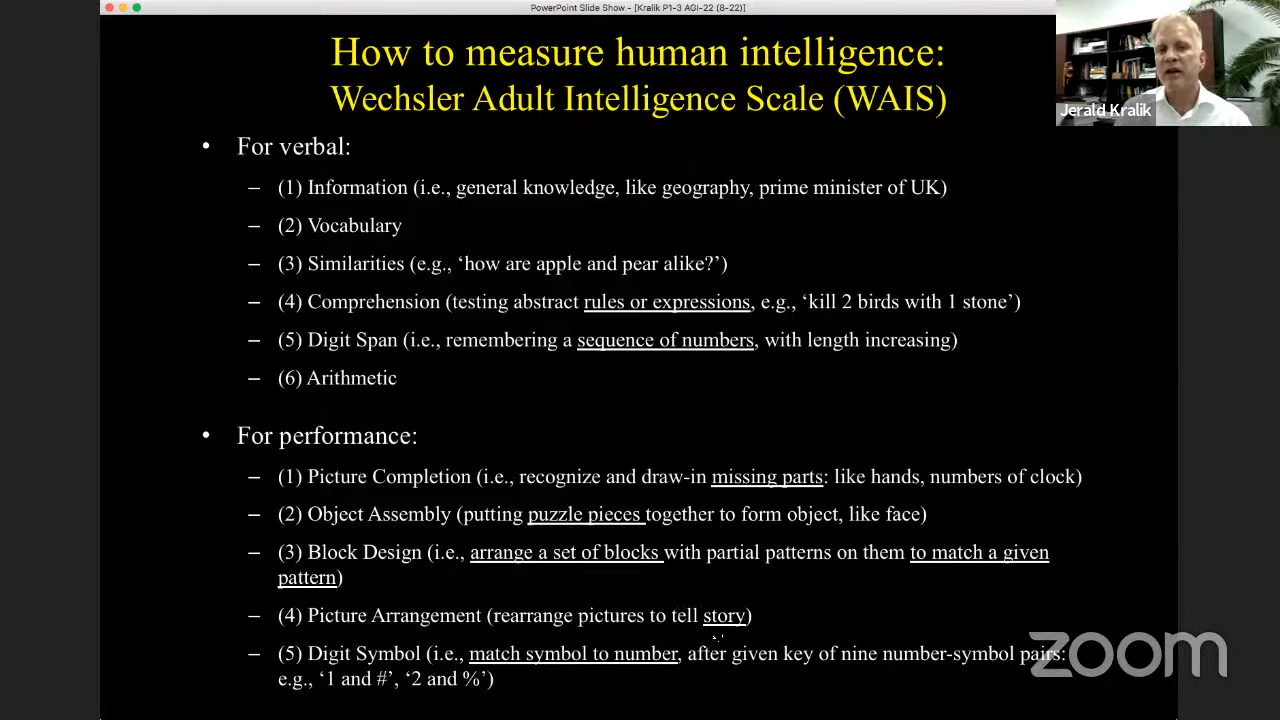 PowerPoint Slide Show - [Kralik P1-3 AGI-22 (8-22)]
How to measure human intelligence:
Wechsler Adult Intelligence Scale (WAIS)
Jerald Kralik
• For verbal:
– (1) Information (i.e., general knowledge, like geography, prime minister of UK)
– (2) Vocabulary
– (3) Similarities (e.g., ‘how are apple and pear alike?’)
– (4) Comprehension (testing abstract rules or expressions, e.g., ‘kill 2 birds with 1 stone’)
– (5) Digit Span (i.e., remembering a sequence of numbers, with length increasing)
– (6) Arithmetic
• For performance:
– (1) Picture Completion (i.e., recognize and draw-in missing parts: like hands, numbers of clock)
– (2) Object Assembly (putting puzzle pieces together to form object, like face)
– (3) Block Design (i.e., arrange a set of blocks with partial patterns on them to match a given
pattern)
– (4) Picture Arrangement (rearrange pictures to tell story)
– (5) Digit Symbol (i.e., match symbol to number, after given key of nine number-symbol pairs:
e.g., ‘1 and #’, ‘2 and %’)
zoom